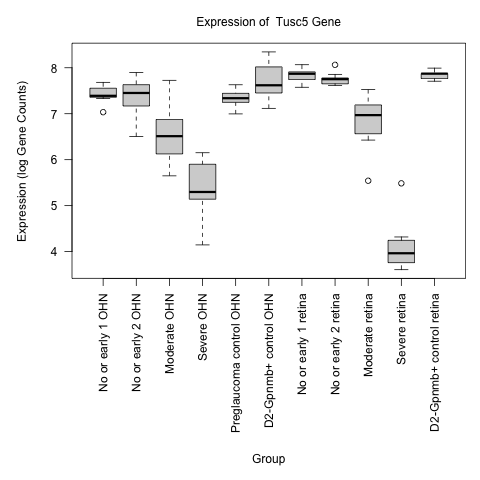 Expression of  Tusc5 Gene
Expression (log Gene Counts)
8
7
6
5
4
No or early 1 OHN
No or early 2 OHN
Moderate OHN
Severe OHN
Preglaucoma control OHN
D2-Gpnmb+ control OHN
No or early 1 retina
No or early 2 retina
Moderate retina
Severe retina
D2-Gpnmb+ control retina
Group